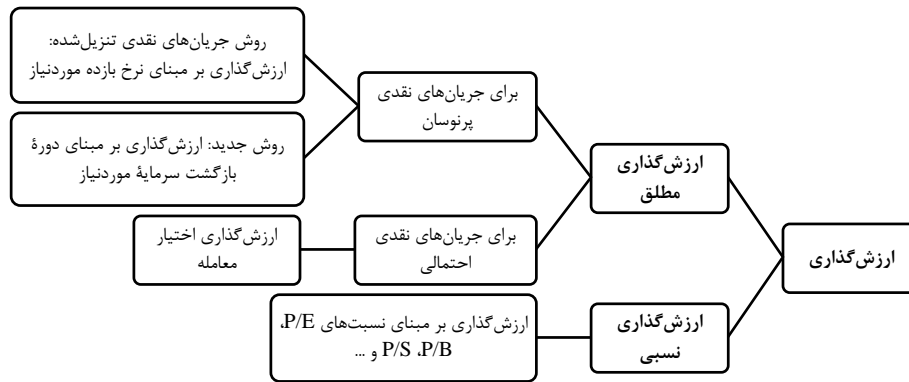 ارزش‌گذاری
ارزش‌گذاری
مطلق
برای جریان‌های نقدی
پرنوسان
روش جریان‌های نقدی تنزیل‌شده:
ارزش‌گذاری بر مبنای نرخ بازده موردنیاز
روش جدید: ارزش‌گذاری بر مبنای دورهٔ
بازگشت سرمایهٔ موردنیاز
برای جریان‌های نقدی
احتمالی
ارزش‌گذاری اختیار
معامله
ارزش‌گذاری
نسبی
ارزش‌گذاری بر مبنای نسبت‌های P/E،
P/B، P/S و ...